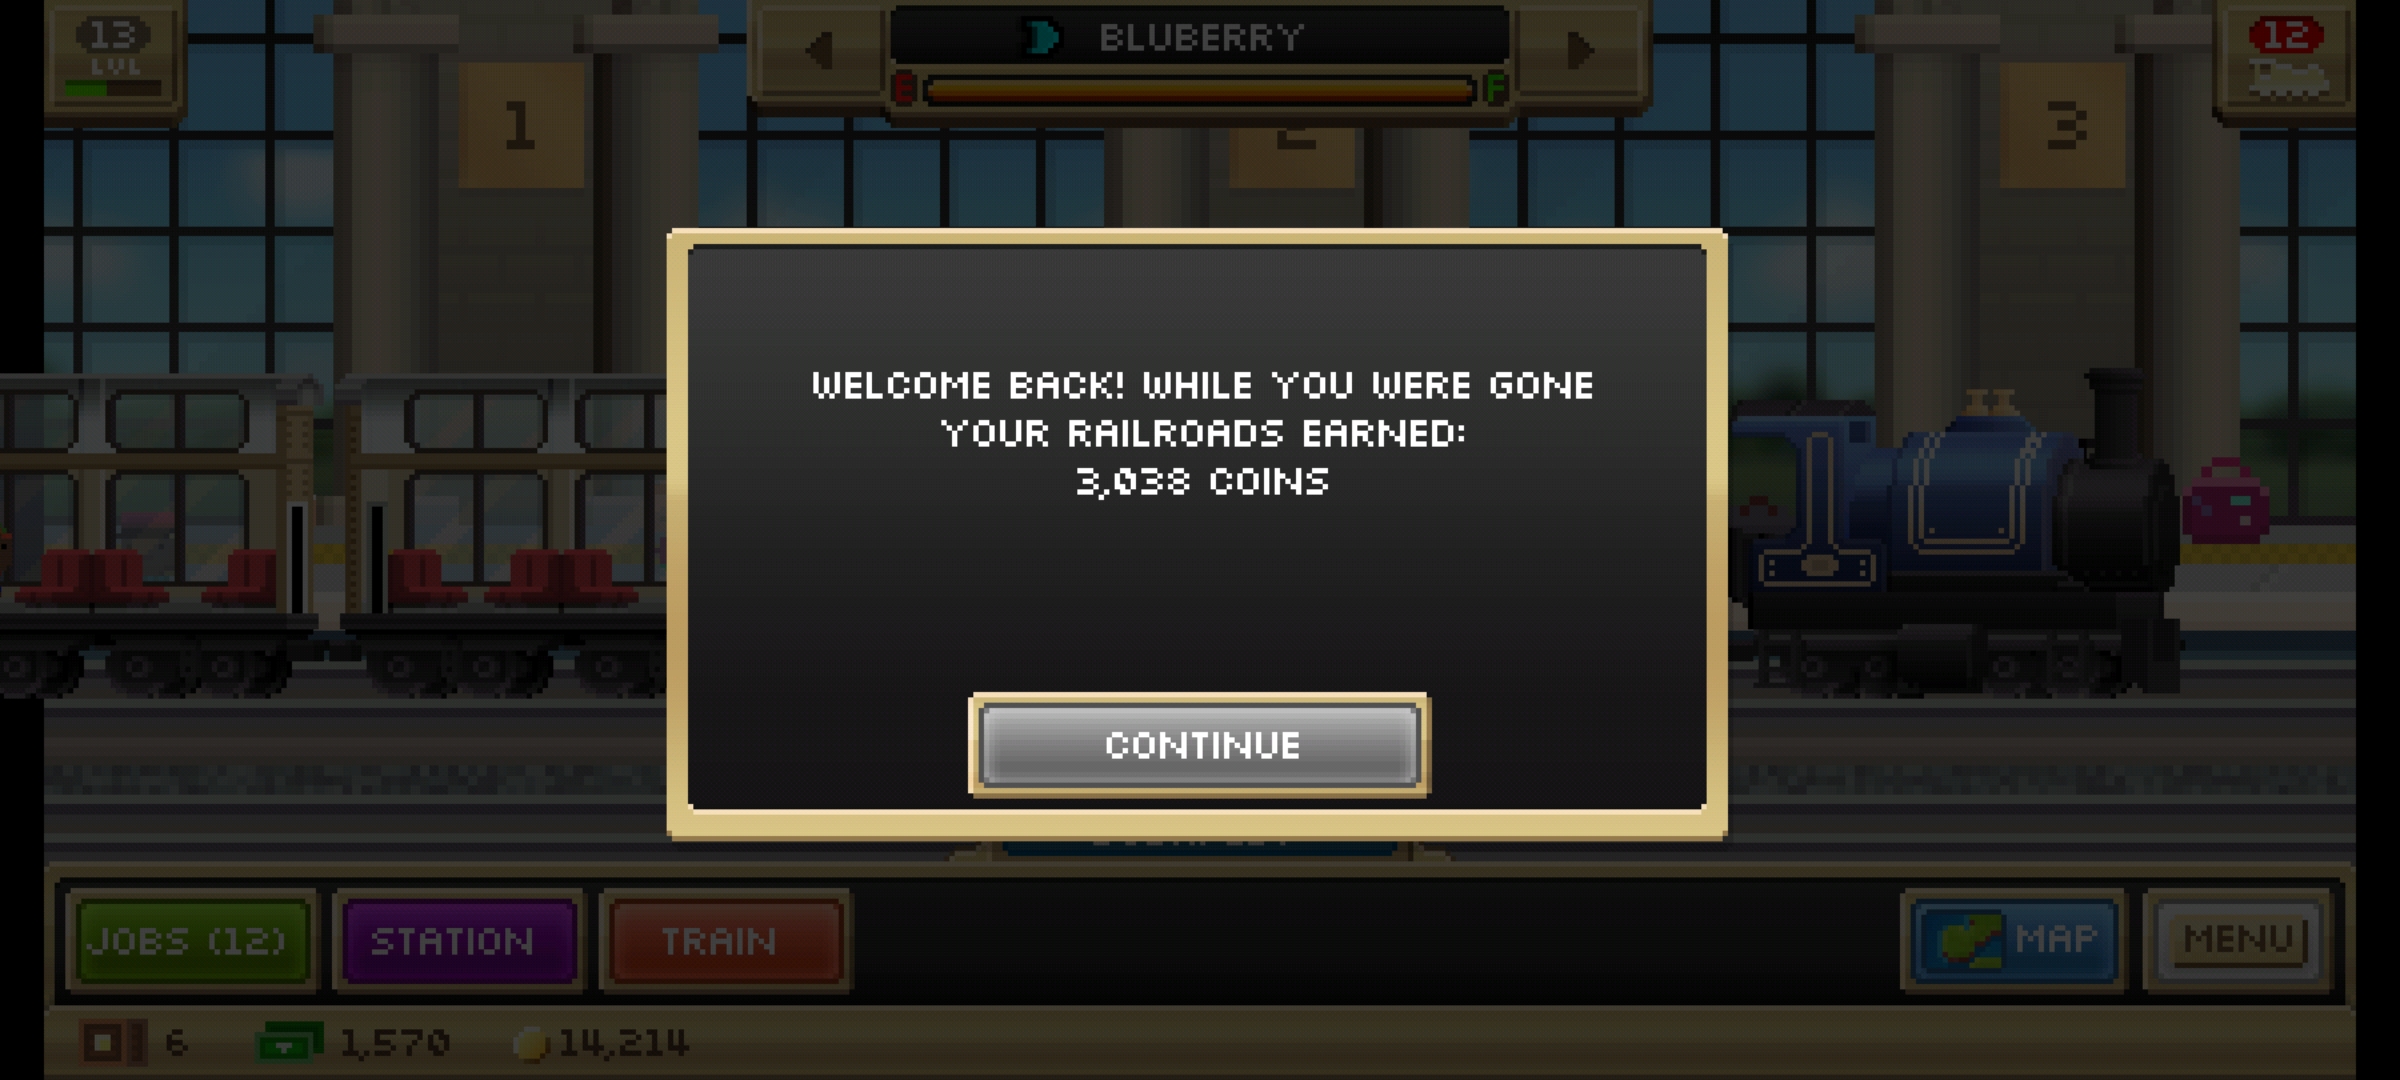 13
LVL
BLUBERRY
12
E
F
1
2
3
WELCOME BACK! WHILE YOU WERE GONE
YOUR RAILROADS EARNED:
3,038 COINS
CONTINUE
JOBS (12)
STATION
TRAIN
MAP
MENU
6
1,570
14,214